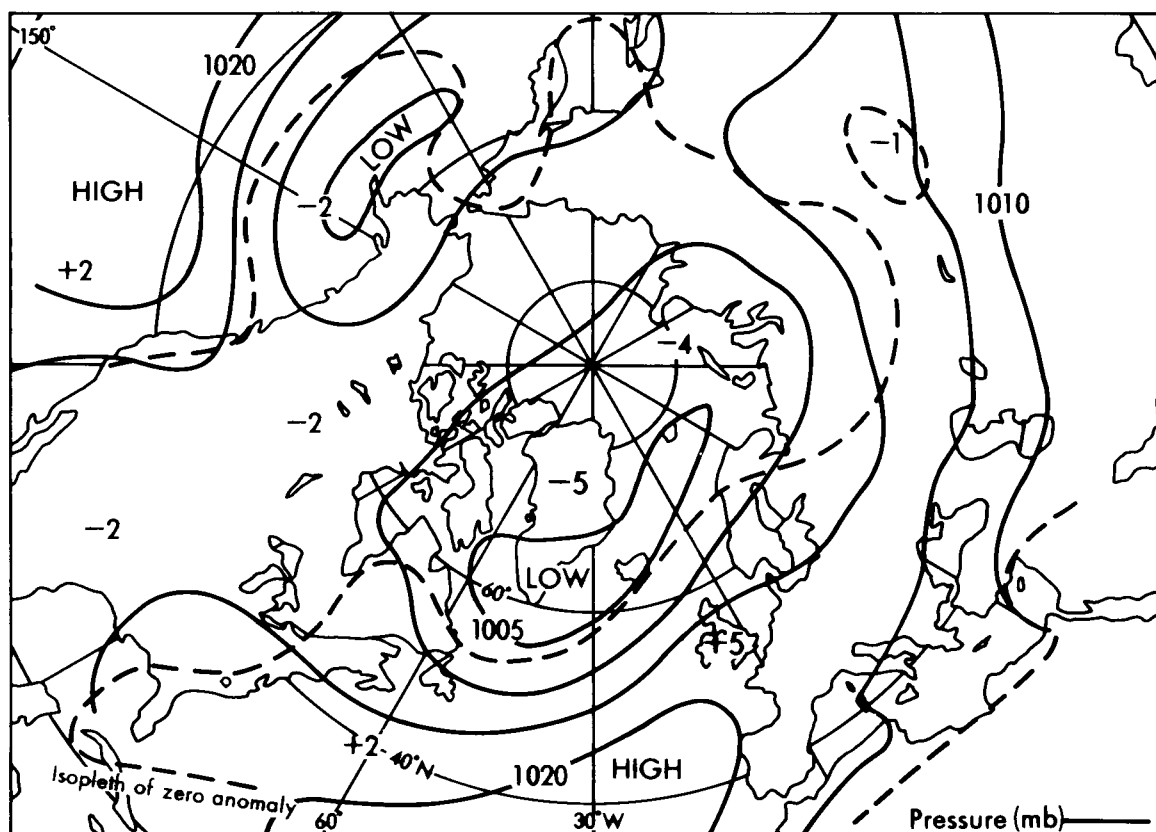 150°
1020
LOW
-1
HIGH
-2
1010
+2
-4
-2
-5
-2
LOW
60°
1005
+5
+2
40°N
1020
HIGH
Isopleth of zero anomaly
60°
30°W
Pressure (mb)